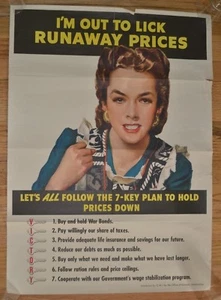 I'M OUT TO LICK
RUNAWAY PRICES
LET'S ALL FOLLOW THE 7-KEY PLAN TO HOLD
PRICES DOWN
V 1. Buy and hold War Bonds.
I 2. Pay willingly our share of taxes.
C 3. Provide adequate life insurance and savings for our future.
T 4. Reduce our debts as much as possible.
O 5. Buy only what we need and make what we have last longer.
R 6. Follow ration rules and price ceilings.
Y 7. Cooperate with our Government's wage stabilization program.